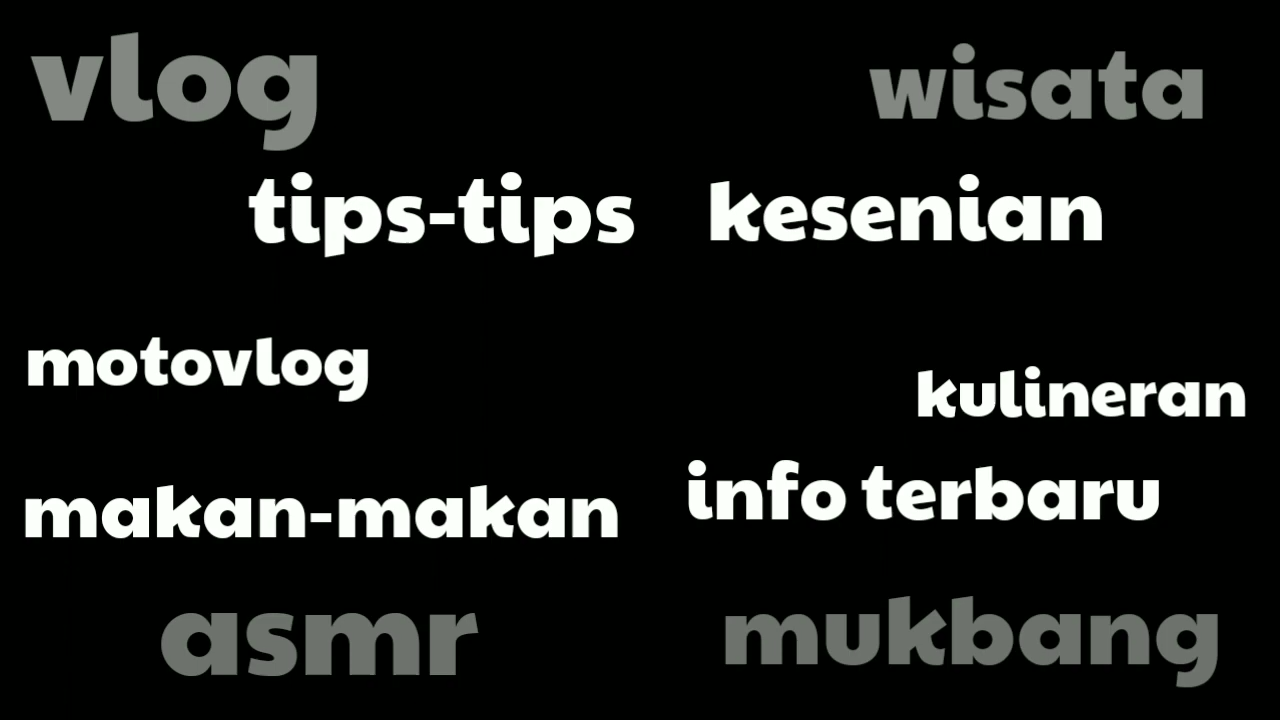 vlog
wisata
tips-tips
kesenian
motovlog
kulineran
makan-makan
info terbaru
asmr
mukbang